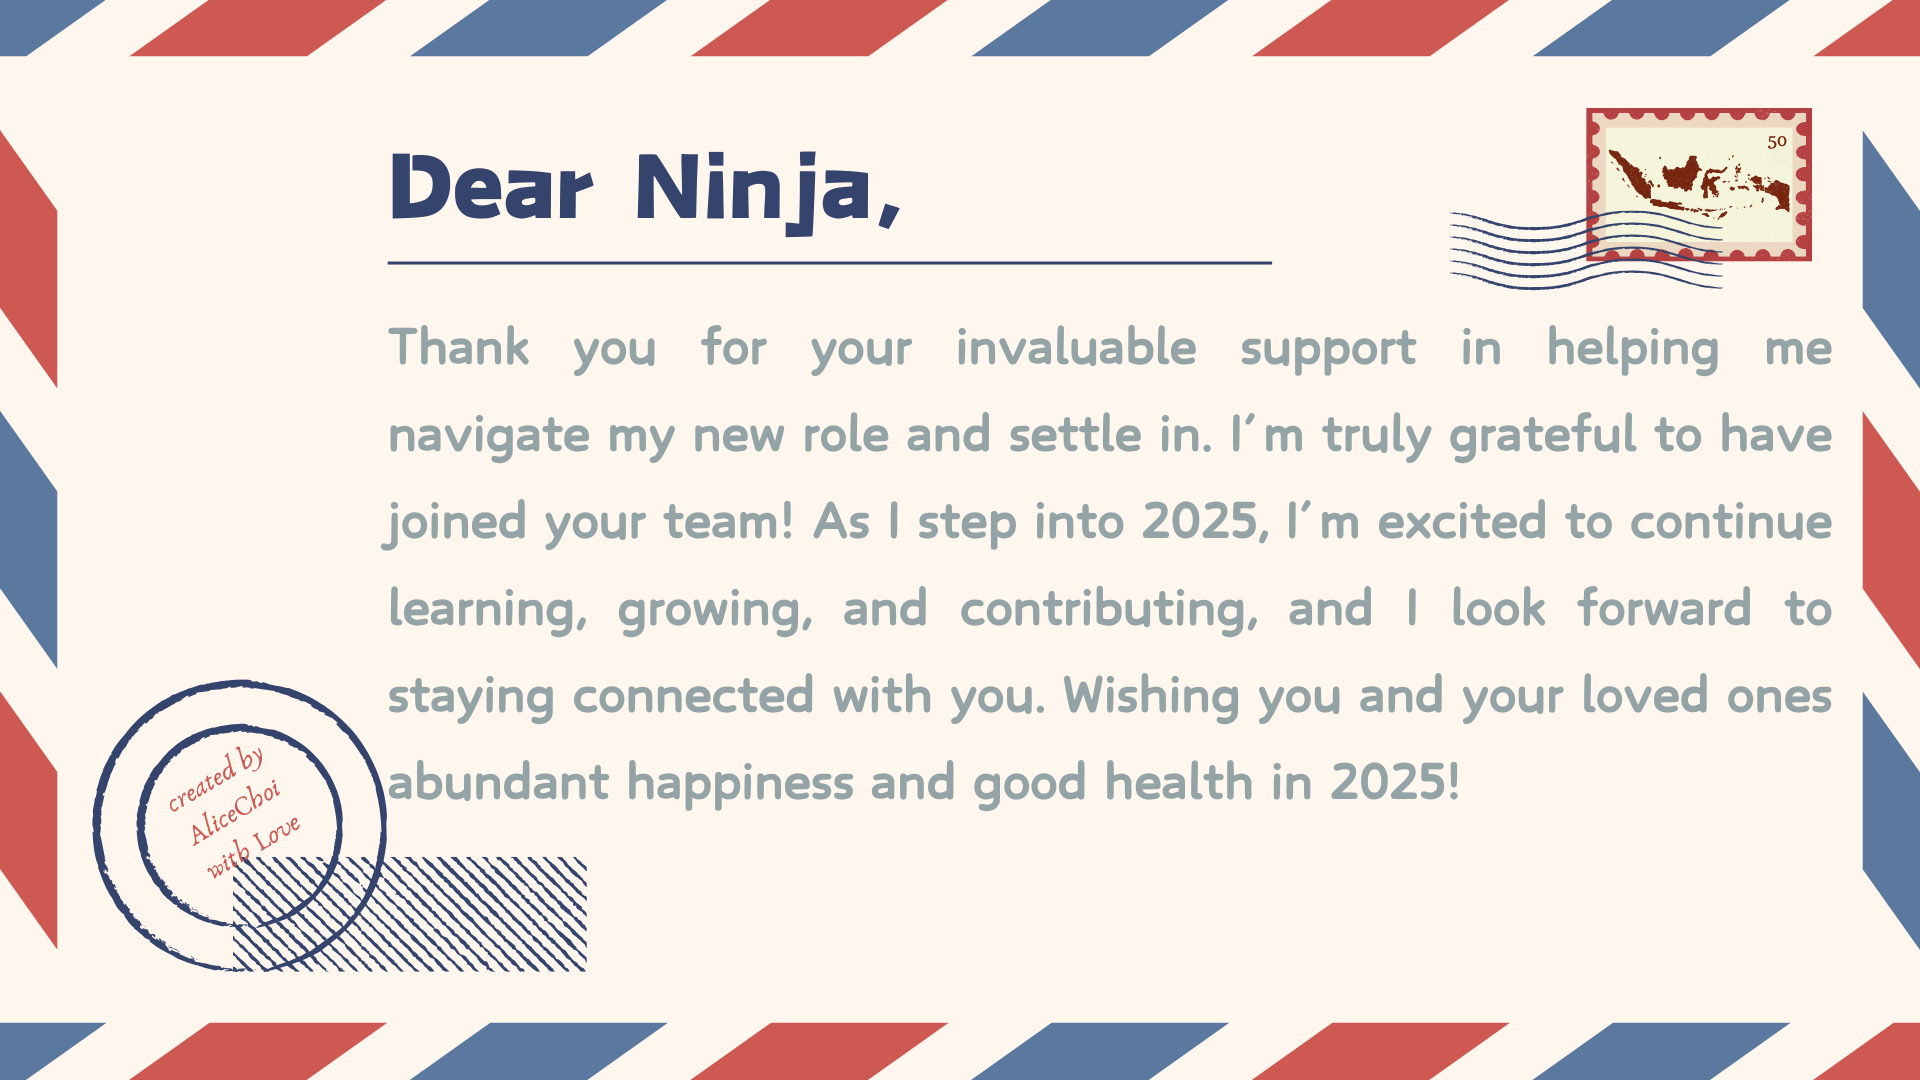 Dear Ninja,
50
Thank you for your invaluable support in helping me
navigate my new role and settle in. I´m truly grateful to have
joined your team! As I step into 2025, I´m excited to continue
learning, growing, and contributing, and I look forward to
staying connected with you. Wishing you and your loved ones
abundant happiness and good health in 2025!
created by
AliceChoi
with Love